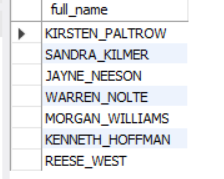 full_name
KIRSTEN_PALTROW
SANDRA_KILMER
JAYNE_NEESON
WARREN_NOLTE
MORGAN_WILLIAMS
KENNETH_HOFFMAN
REESE_WEST